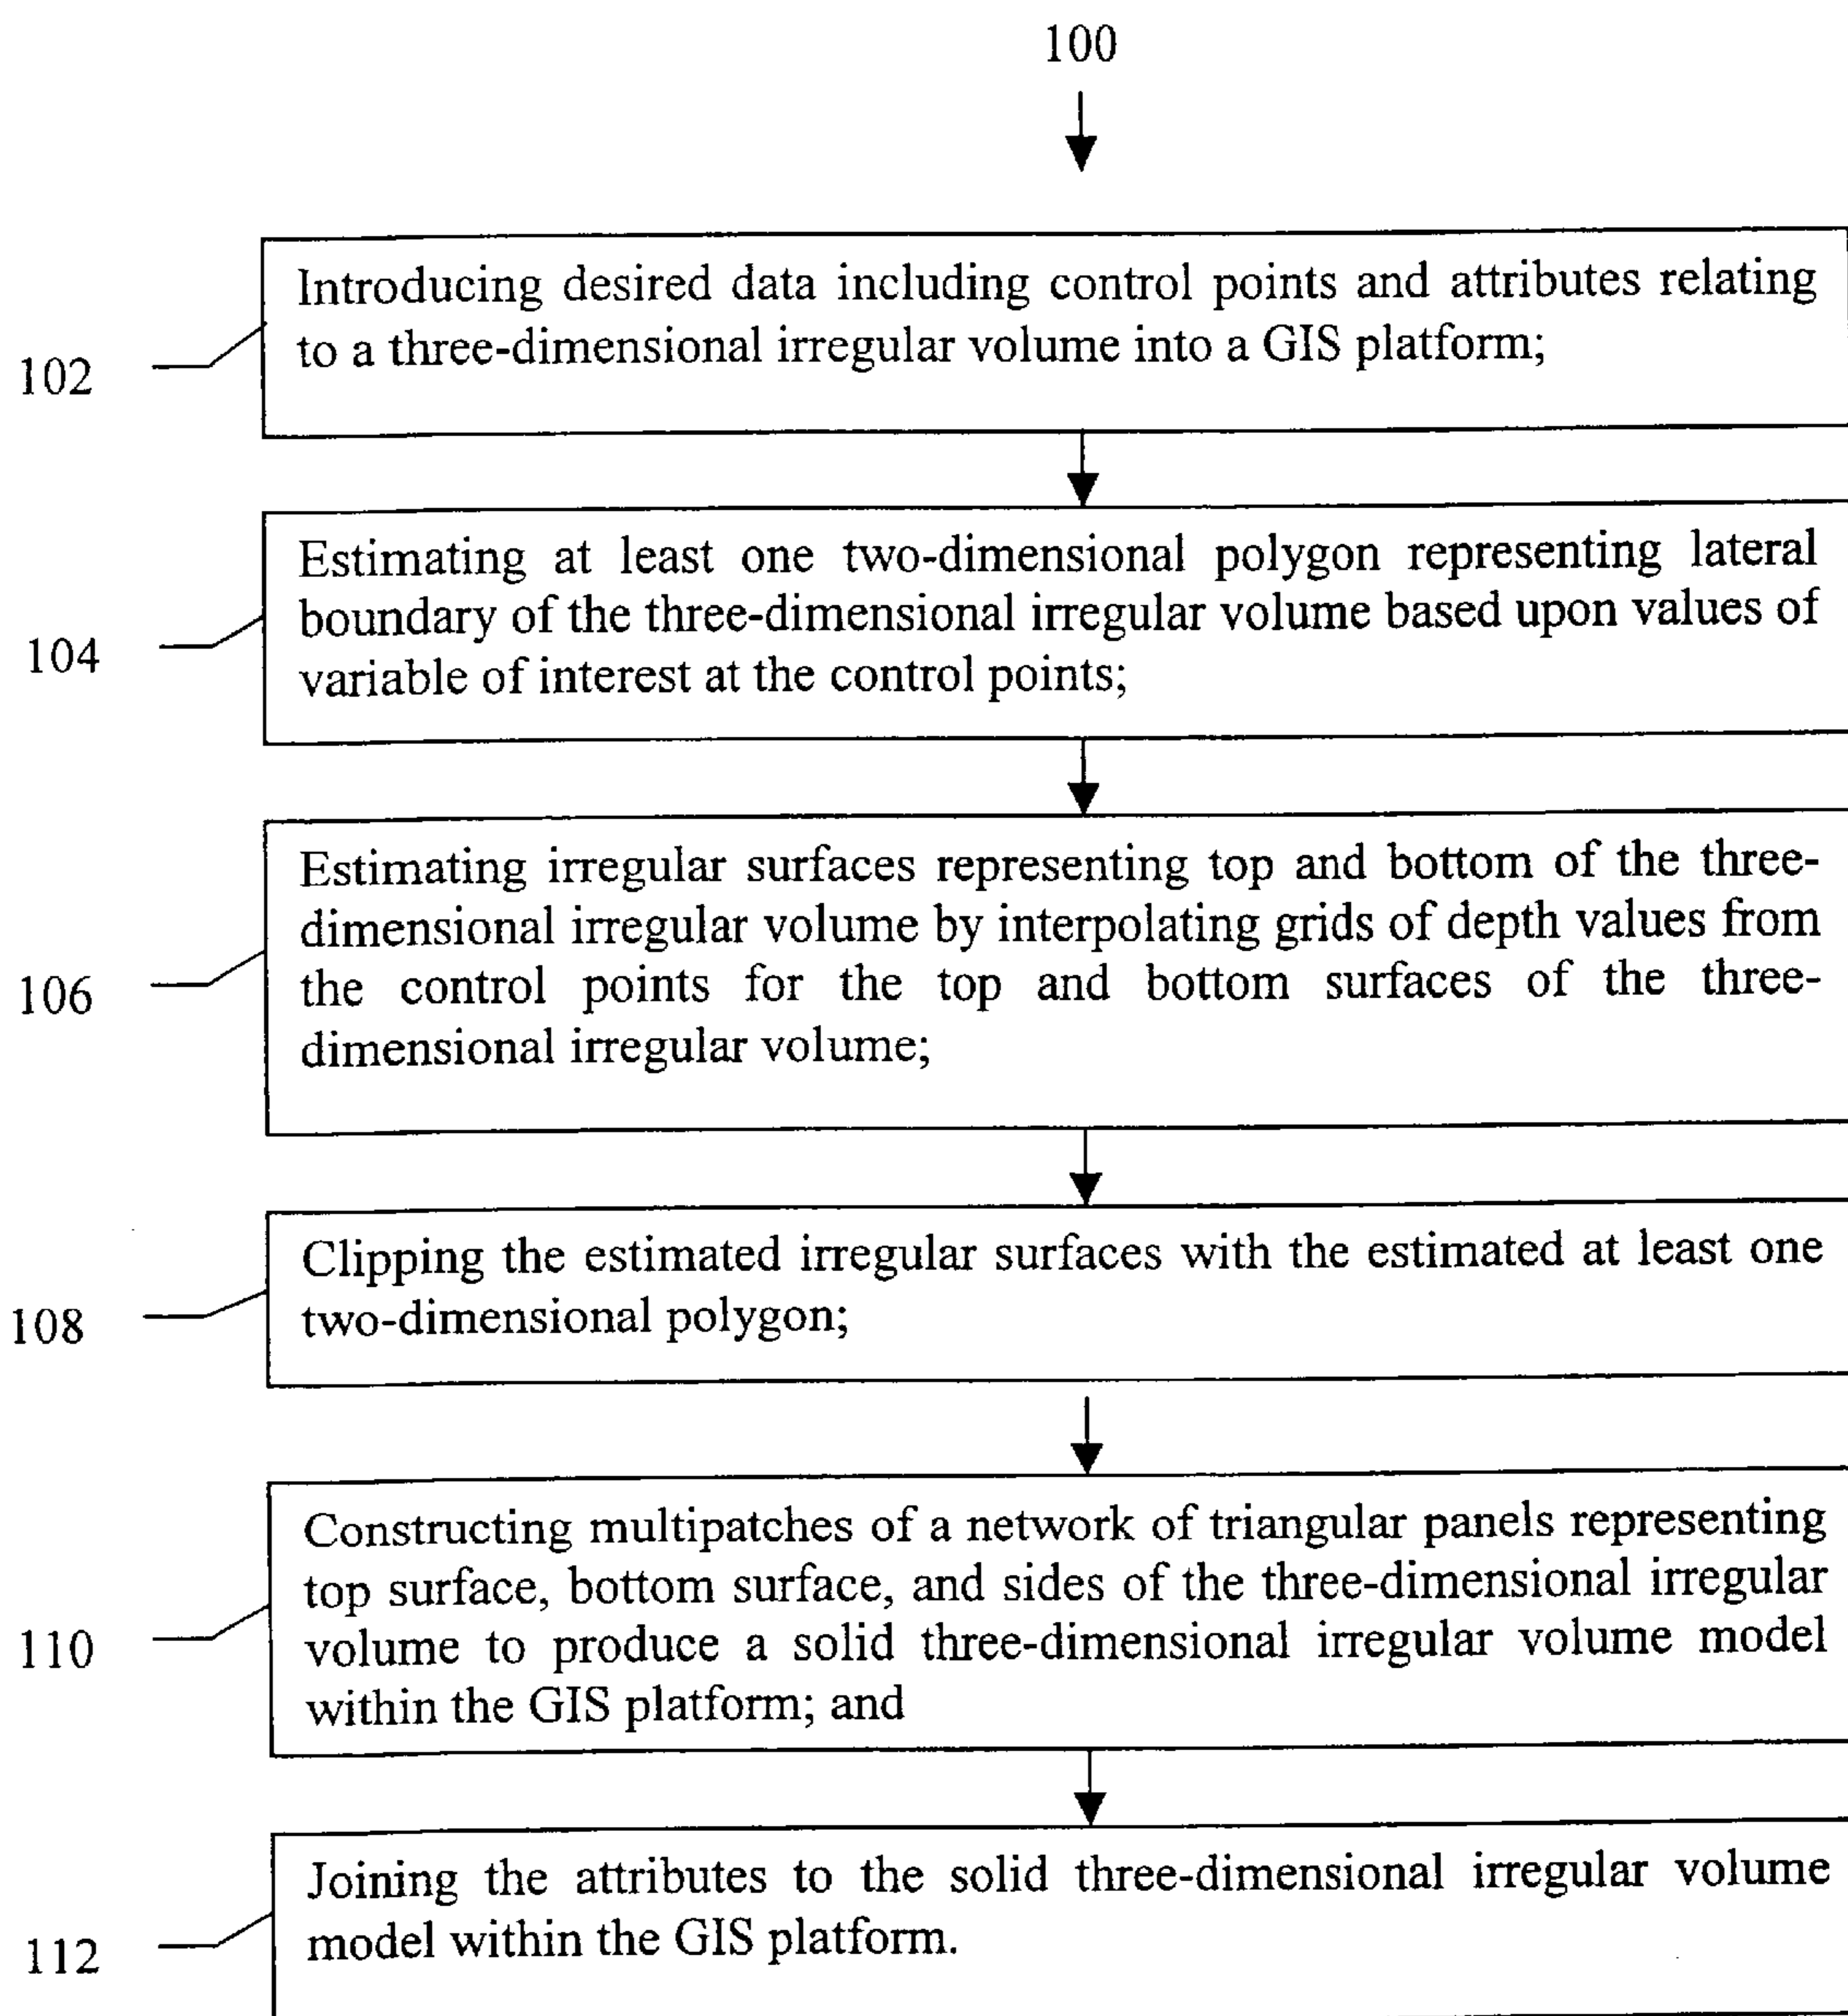 100
Introducing desired data including control points and attributes relating
to a three-dimensional irregular volume into a GIS platform;
102
Estimating at least one two-dimensional polygon representing lateral
boundary of the three-dimensional irregular volume based upon values of
variable of interest at the control points;
104
Estimating irregular surfaces representing top and bottom of the three-
dimensional irregular volume by interpolating grids of depth values from
the control points for the top and bottom surfaces of the three-
dimensional irregular volume;
106
Clipping the estimated irregular surfaces with the estimated at least one
two-dimensional polygon;
108
Constructing multipatches of a network of triangular panels representing
top surface, bottom surface, and sides of the three-dimensional irregular
volume to produce a solid three-dimensional irregular volume model
within the GIS platform; and
110
Joining the attributes to the solid three-dimensional irregular volume
model within the GIS platform.
112